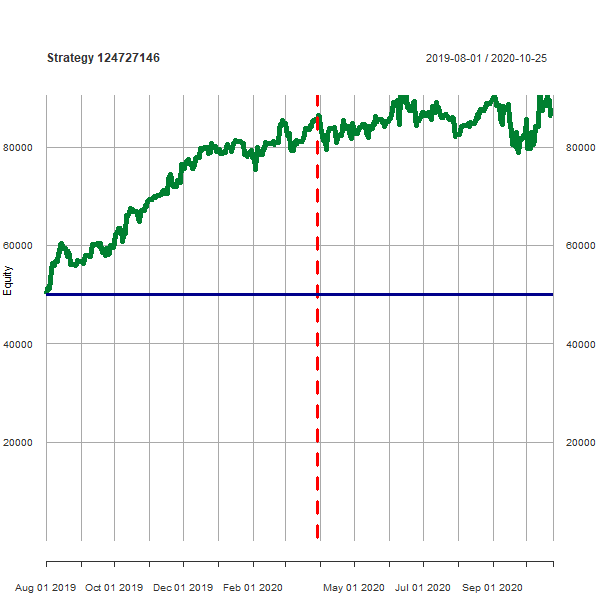 Strategy 124727146
2019-08-01 / 2020-10-25
80000
80000
60000
60000
Equity
40000
40000
20000
20000
Aug 01 2019
Oct 01 2019
Dec 01 2019
Feb 01 2020
May 01 2020
Jul 01 2020
Sep 01 2020